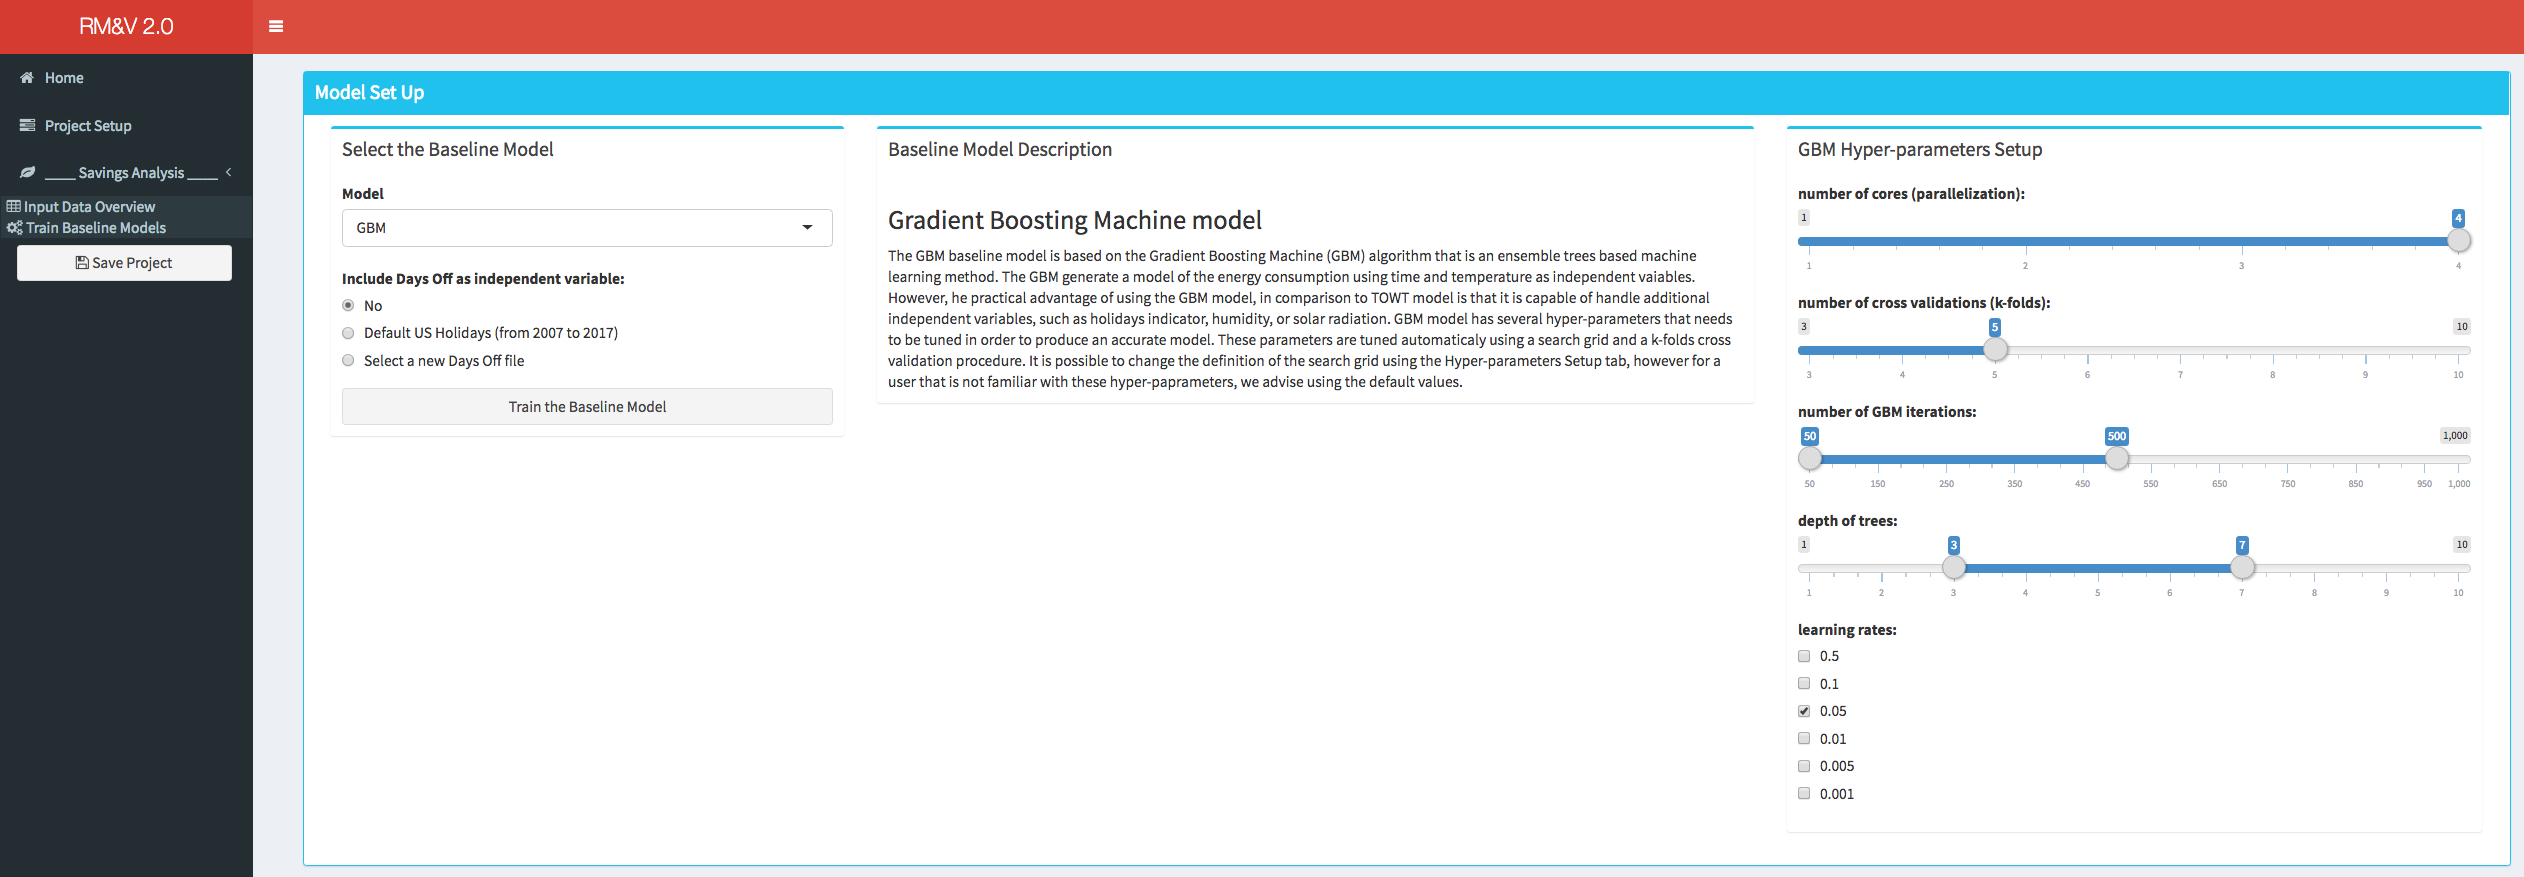 RM&V 2.0
Home
Project Setup
____ Savings Analysis ____
Input Data Overview
Train Baseline Models
Save Project
Model Set Up
Select the Baseline Model
Model
GBM
Include Days Off as independent variable:
No
Default US Holidays (from 2007 to 2017)
Select a new Days Off file
Train the Baseline Model
Baseline Model Description
Gradient Boosting Machine model
The GBM baseline model is based on the Gradient Boosting Machine (GBM) algorithm that is an ensemble trees based machine
learning method. The GBM generate a model of the energy consumption using time and temperature as independent vaiables.
However, he practical advantage of using the GBM model, in comparison to TOWT model is that it is capable of handle additional
independent variables, such as holidays indicator, humidity, or solar radiation. GBM model has several hyper-parameters that needs
to be tuned in order to produce an accurate model. These parameters are tuned automaticaly using a search grid and a k-folds cross
validation procedure. It is possible to change the definition of the search grid using the Hyper-parameters Setup tab, however for a
user that is not familiar with these hyper-paprameters, we advise using the default values.
GBM Hyper-parameters Setup
number of cores (parallelization):
1 4
1 2 3 4
number of cross validations (k-folds):
3 5 10
3 4 5 6 7 8 9 10
number of GBM iterations:
50 500 1,000
50 150 250 350 450 550 650 750 850 950 1,000
depth of trees:
1 3 7 10
1 2 3 4 5 6 7 8 9 10
learning rates:
0.5
0.1
0.05
0.01
0.005
0.001